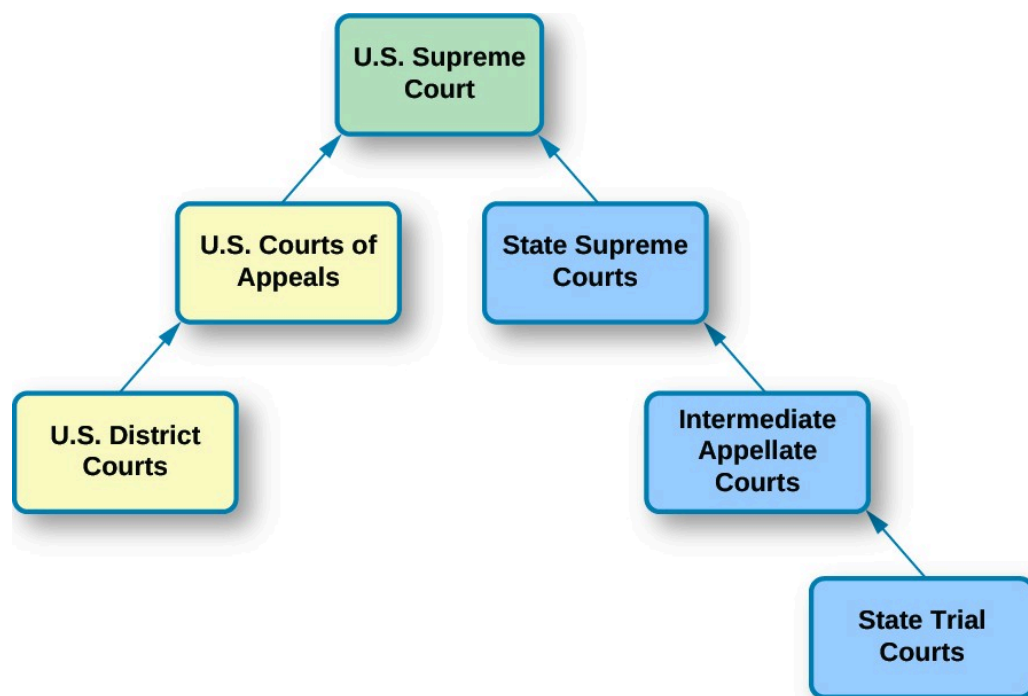 U.S. Supreme
Court
U.S. Courts of
Appeals
State Supreme
Courts
U.S. District
Courts
Intermediate
Appellate
Courts
State Trial
Courts